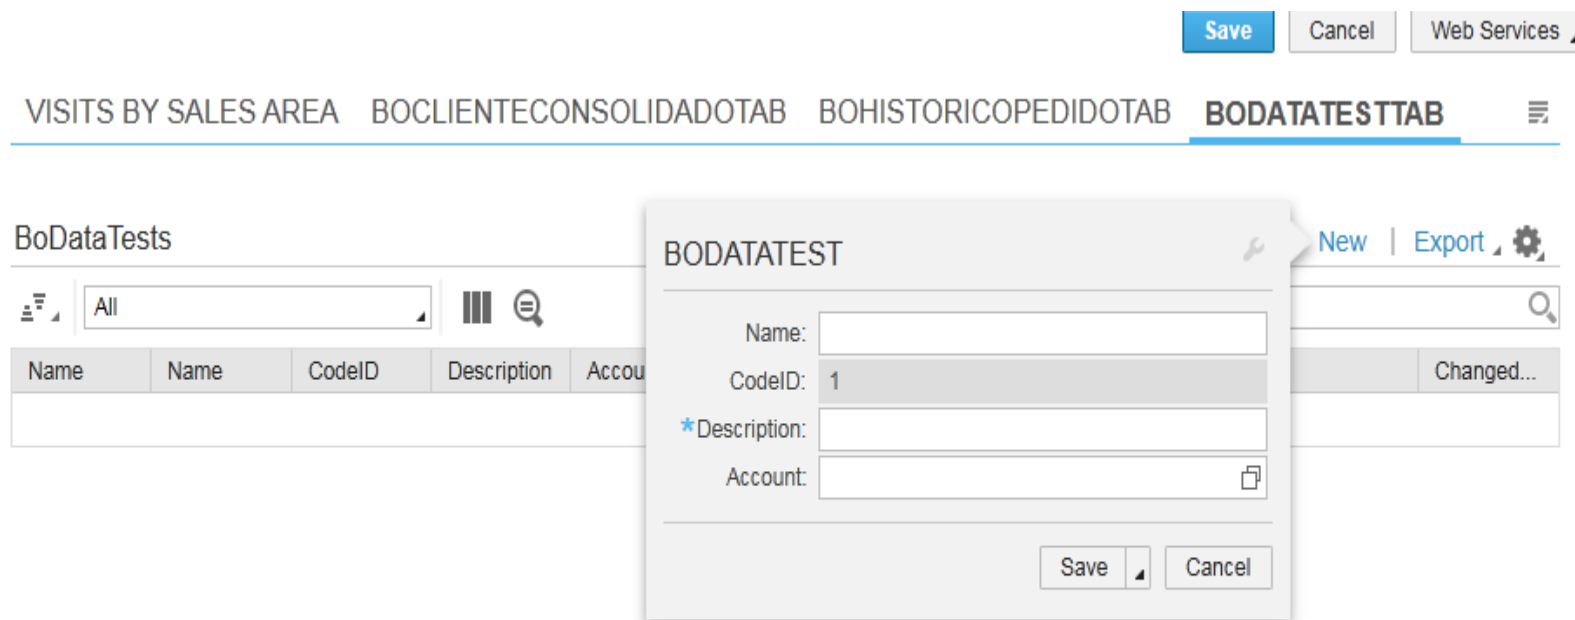 Save Cancel Web Services
VISITS BY SALES AREA BOCLIENTECONSOLIDADOTAB BOHISTORICOPEDIDOTAB BODATATESTTAB
BoDataTests
New | Export
All
Name Name CodeID Description Accou Changed...
BODATATEST
Name:
CodeID: 1
*Description:
Account:
Save Cancel